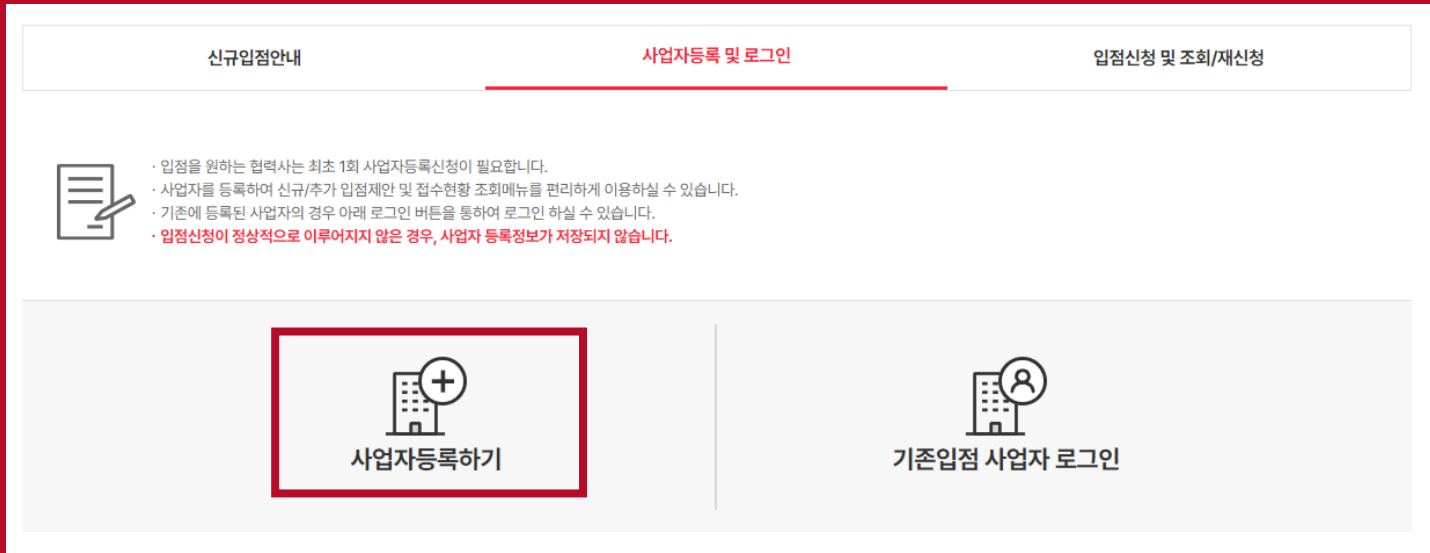 신규입점안내
사업자등록 및 로그인
입점신청 및 조회/재신청
· 입점을 원하는 협력사는 최초 1회 사업자등록신청이 필요합니다.
· 사업자를 등록하여 신규/추가 입점제안 및 접수현황 조회메뉴를 편리하게 이용하실 수 있습니다.
· 기존에 등록된 사업자의 경우 아래 로그인 버튼을 통하여 로그인 하실 수 있습니다.
· 입점신청이 정상적으로 이루어지지 않은 경우, 사업자 등록정보가 저장되지 않습니다.
사업자등록하기
기존입점 사업자 로그인